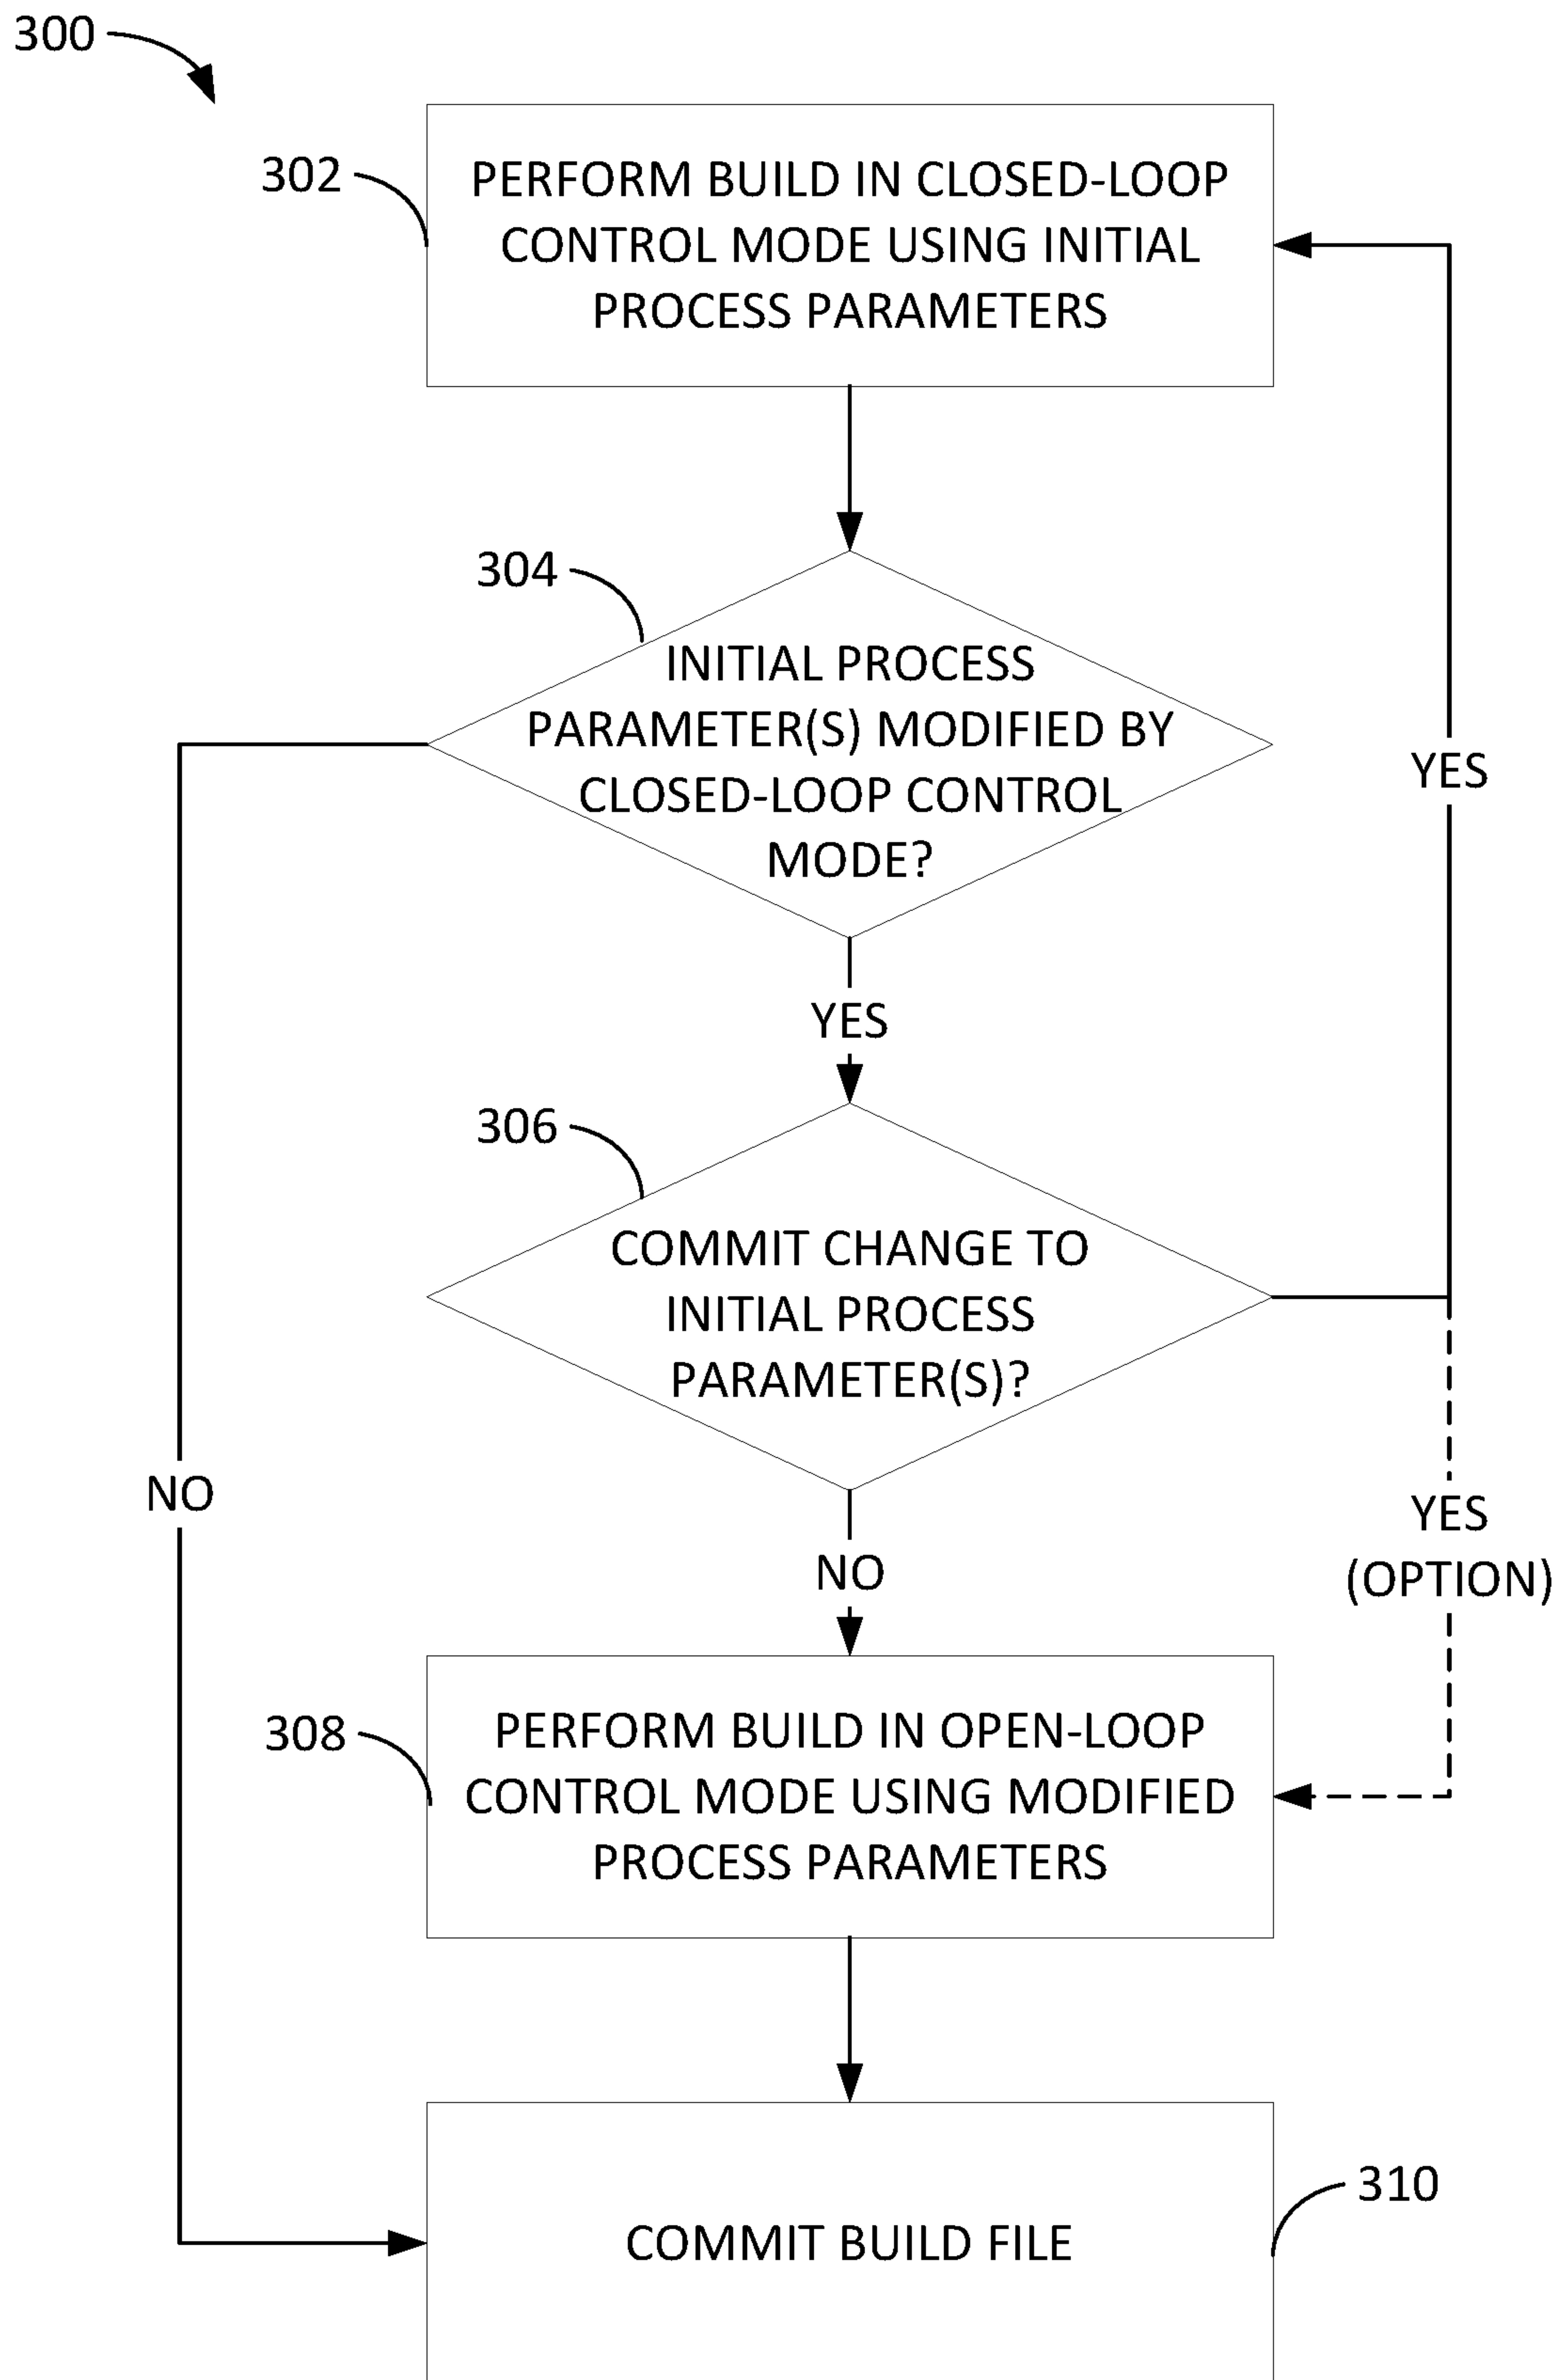 300
302
PERFORM BUILD IN CLOSED-LOOP
CONTROL MODE USING INITIAL
PROCESS PARAMETERS
304
INITIAL PROCESS
PARAMETER(S) MODIFIED BY
CLOSED-LOOP CONTROL
MODE?
YES
YES
306
COMMIT CHANGE TO
INITIAL PROCESS
PARAMETER(S)?
NO
YES
(OPTION)
NO
308
PERFORM BUILD IN OPEN-LOOP
CONTROL MODE USING MODIFIED
PROCESS PARAMETERS
310
COMMIT BUILD FILE